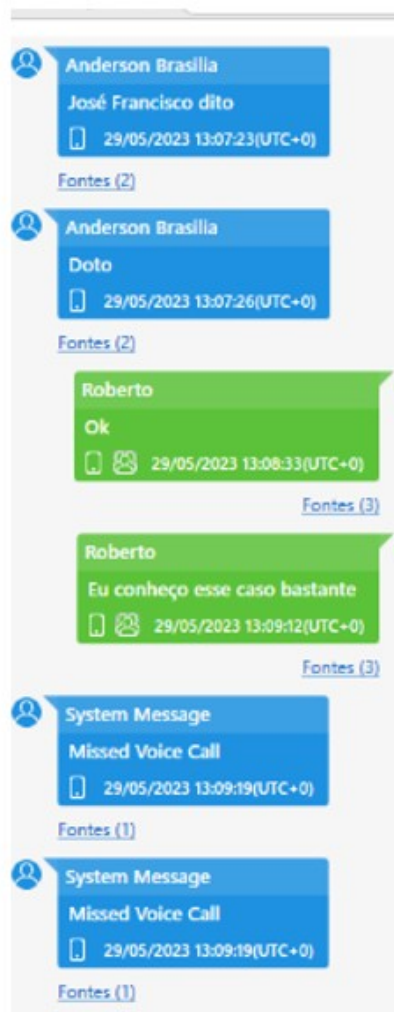 Anderson Brasilia
José Francisco dito
29/05/2023 13:07:23(UTC+0)
Fontes (2)
Anderson Brasilia
Doto
29/05/2023 13:07:26(UTC+0)
Fontes (2)
Roberto
Ok
29/05/2023 13:08:33(UTC+0)
Fontes (3)
Roberto
Eu conheço esse caso bastante
29/05/2023 13:09:12(UTC+0)
Fontes (3)
System Message
Missed Voice Call
29/05/2023 13:09:19(UTC+0)
Fontes (1)
System Message
Missed Voice Call
29/05/2023 13:09:19(UTC+0)
Fontes (1)